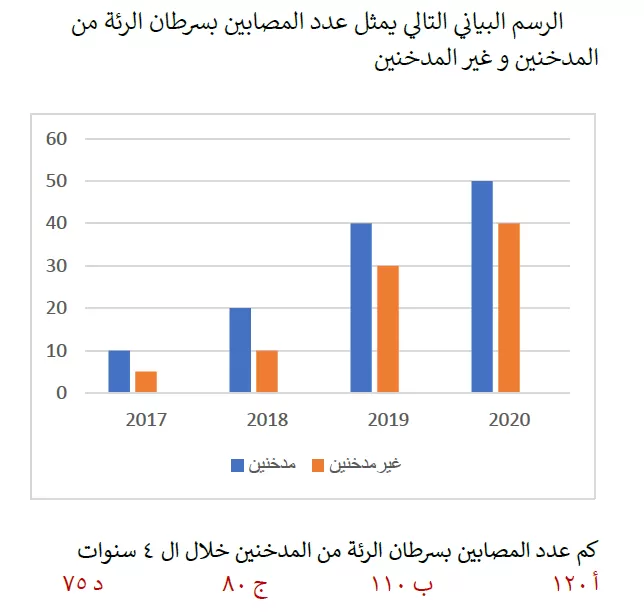 الرسم البياني التالي يمثل عدد المصابين بسرطان الرئة من
المدخنين و غير المدخنين
60
50
40
30
20
10
0
2017 2018 2019 2020
مدخنين غير مدخنين
كم عدد المصابين بسرطان الرئة من المدخنين خلال ال ٤ سنوات
أ ١٢٠ ب ١١٠ ج ٨٠ د ٧٥